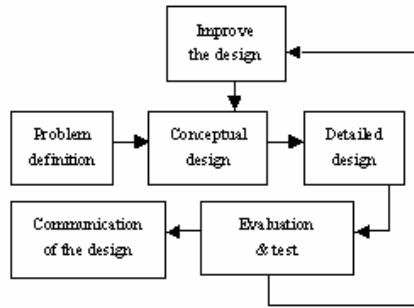 Improve
the design
Problem
definition
Conceptual
design
Detailed
design
Communication
of the design
Evaluation
& test